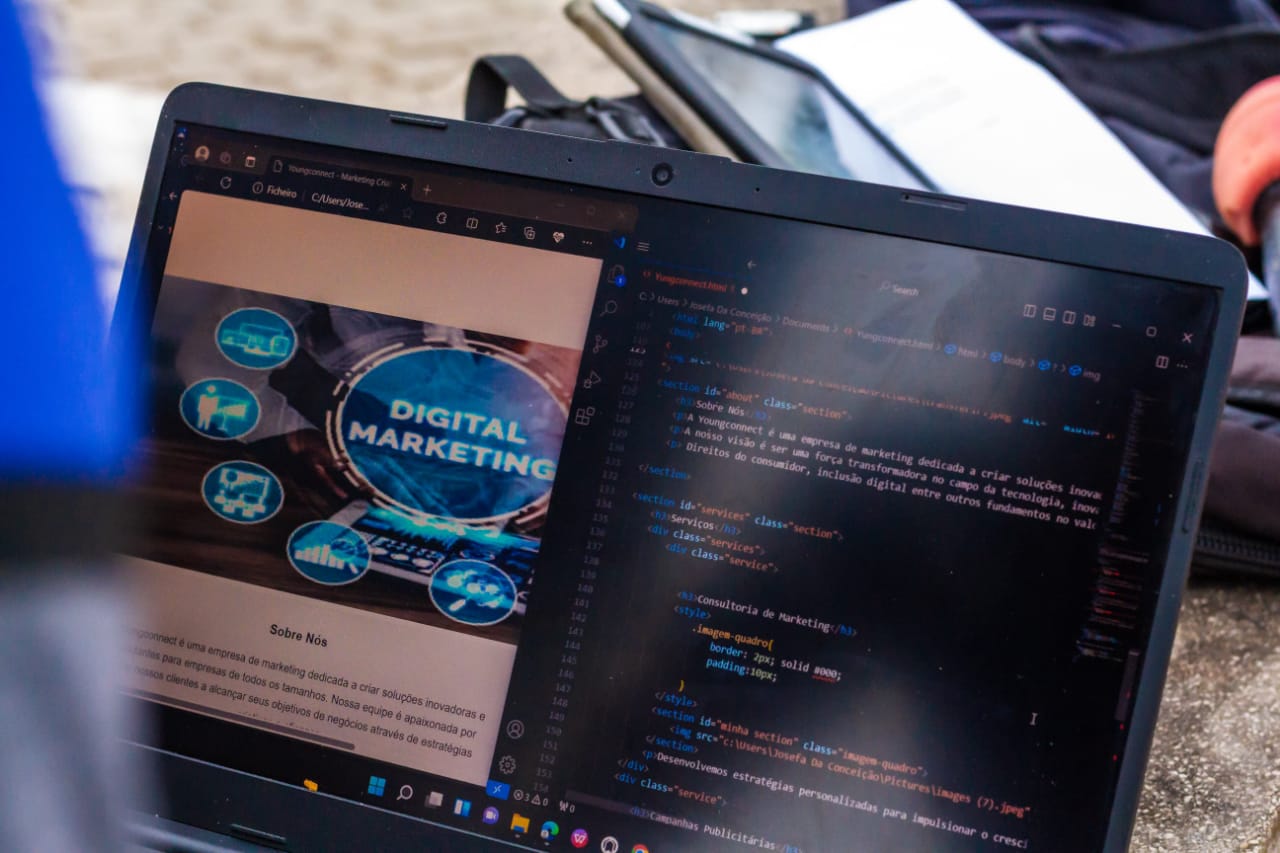 Youngconnect - Marketing Cria
Ficheiro
C:/Users/Jose...
DIGITAL
MARKETING
Sobre Nós
ngconnect é uma empresa de marketing dedicada a criar soluções inovadoras e
para empresas de todos os tamanhos. Nossa equipe é apaixonada por
nossos clientes a alcançar seus objetivos de negócios através de estratégias
Search
Yungconnect.html
C: > Users > Josefa Da Conceição > Documents > Yungconnect.html > html > body > ? > img
<html lang="pt-BR">
<body>
<section id="about" class="section">
<h3>Sobre Nós</h3>
<p>A Youngconnect é uma empresa de marketing dedicada a criar soluções inovad
<p>A nosso visão é ser uma força transformadora no campo da tecnologia, inova
<p> Direitos do consumidor, inclusão digital entre outros fundamentos no valo
</section>
<section id="services" class="section">
<h3>Serviços</h3>
<div class="services">
<div class="service">
<h3>Consultoria de Marketing</h3>
<style>
.imagem-quadro{
border: 2px; solid #000;
padding:10px;
}
</style>
<section id="minha section" class="imagem-quadro">
<img src="c:\Users\Josefa Da Conceição\Pictures\images (7).jpeg"
</section>
<p>Desenvolvemos estratégias personalizadas para impulsionar o cresci
</div>
<div class="service">
<h3>Campanhas Publicitárias</h3>